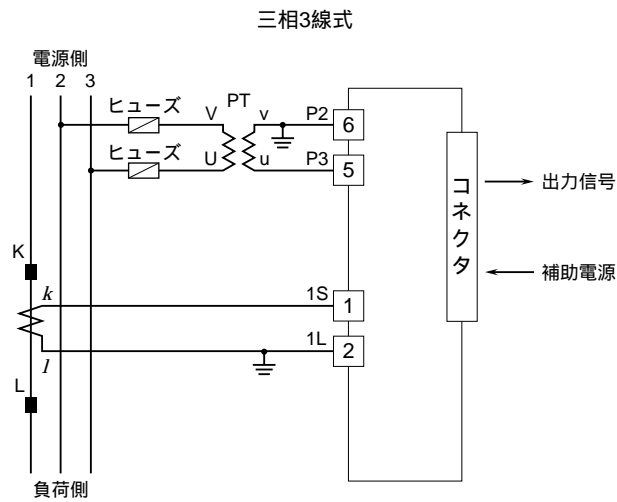 三相3線式
電源側
1 2 3
ヒューズ V PT v P2 6
ヒューズ U u P3 5
コネクタ
出力信号
補助電源
K
k 1S 1
l 1L 2
L
負荷側